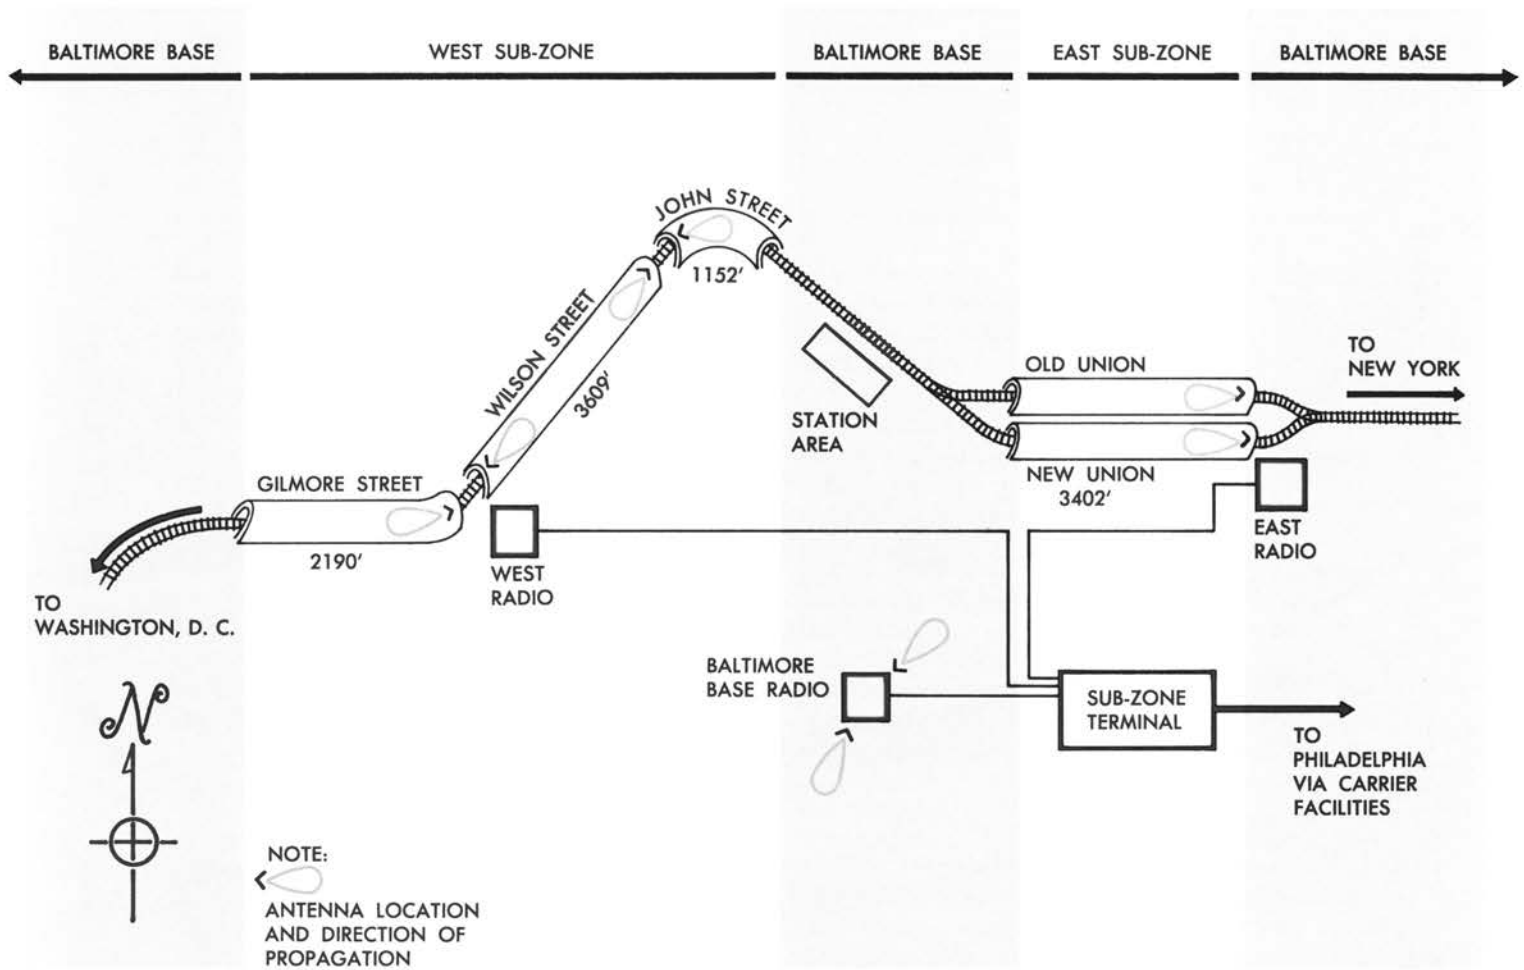 BALTIMORE BASE
WEST SUB-ZONE
BALTIMORE BASE
EAST SUB-ZONE
BALTIMORE BASE
JOHN STREET
1152'
WILSON STREET
3609'
GILMORE STREET
2190'
TO
WASHINGTON, D. C.
WEST
RADIO
STATION
AREA
OLD UNION
NEW UNION
3402'
TO
NEW YORK
EAST
RADIO
BALTIMORE
BASE RADIO
SUB-ZONE
TERMINAL
TO
PHILADELPHIA
VIA CARRIER
FACILITIES
N
NOTE:
ANTENNA LOCATION
AND DIRECTION OF
PROPAGATION